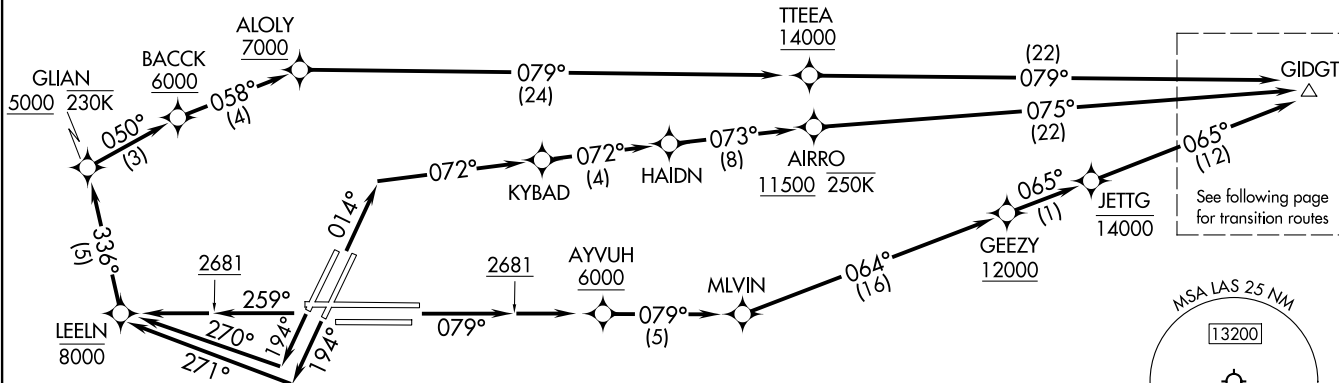 TTEEA
14000
ALOLY
7000
BACCK
6000
GLIAN
5000 230K
(22)
079°
GIDGT
079°
(24)
058°
(4)
050°
(3)
075°
(22)
072°
KYBAD
072°
(4)
HAIDN
073°
(8)
AIRRO
11500 250K
065°
(12)
065°
(1)
JETTG
14000
See following page
for transition routes
014°
336°
(5)
GEEZY
12000
064°
(16)
2681
2681
AYVUH
6000
MLVIN
259°
079°
079°
(5)
LEELN
8000
270°
271°
194°
194°
MSA LAS 25 NM
13200